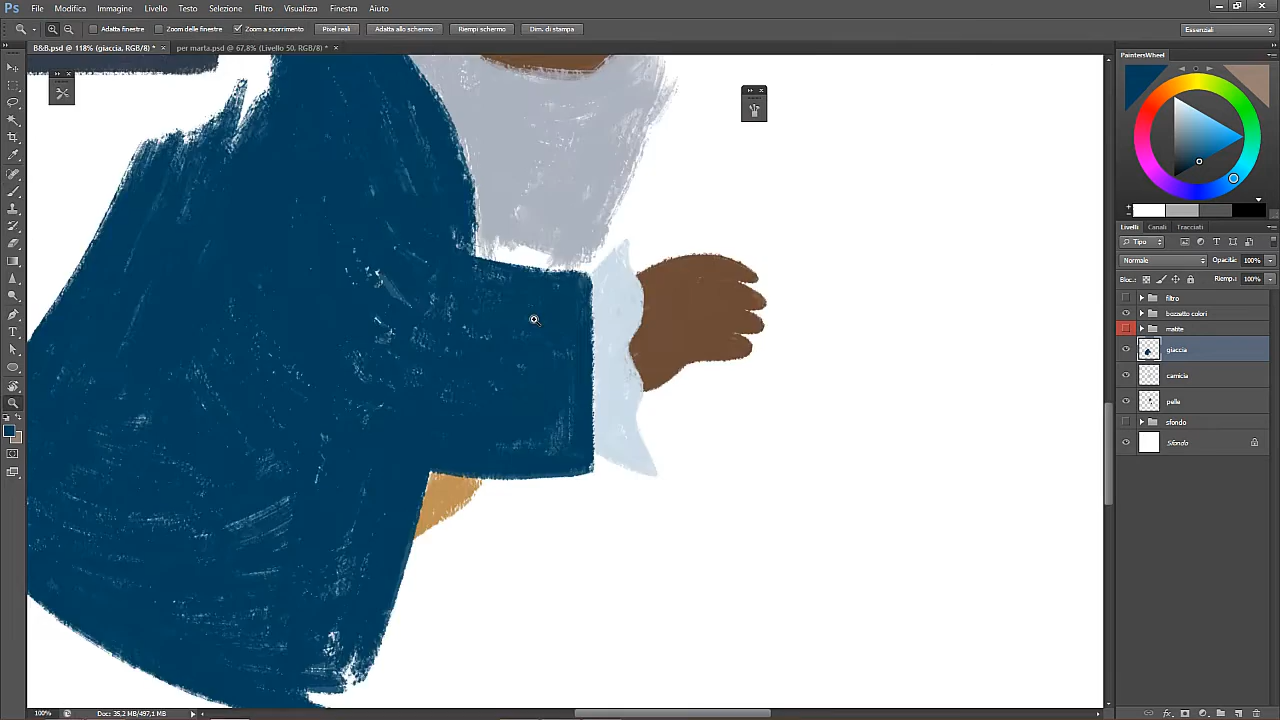 Ps File Modifica Immagine Livello Testo Selezione Filtro Visualizza Finestra Aiuto
Adatta finestre Zoom delle finestre Zoom a scorrimento Pixel reali Adatta allo schermo Riempi schermo Dim. di stampa Essenziali
B&B.psd @ 118% (giaccia, RGB/8) * × per marta.psd @ 67,8% (Livello 50, RGB/8) * ×
PaintersWheel
Livelli Canali Tracciati
Tipo
Normale Opacità: 100%
Bloc.: Riemp.: 100%
filtro
bozzatto colori
matite
giaccia
camicia
pelle
sfondo
Sfondo
100% Doc: 35,2 MB/497,1 MB